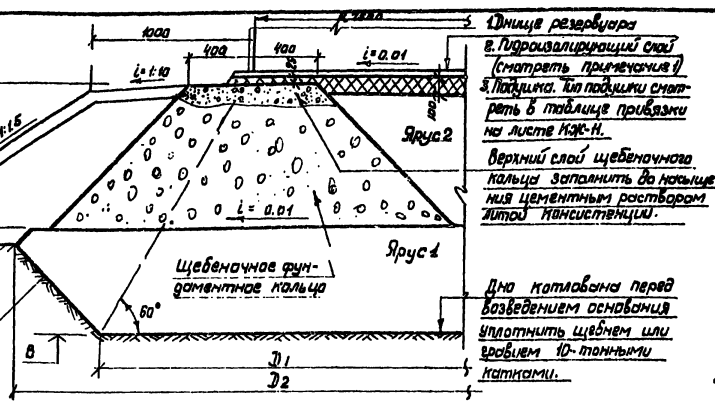 1000
400
400
i=0.01
i=1:10
1:1.5
25
100
1. Днище резервуара
2. Гидроизолирующий слой
(смотреть примечание 1)
3. Подушка. Тип подушки смот-
реть в таблице привязки
на листе КЖ-Н.
Ярус 2
Верхний слой щебеночного
кольца заполнить до насыще-
ния цементным раствором
литой консистенции.
i=0.01
Ярус 1
Щебеночное фун-
даментное кольцо
60°
Дно котлована перед
возведением основания
уплотнить щебнем или
гравием 10-тонными
катками.
В
D1
D2